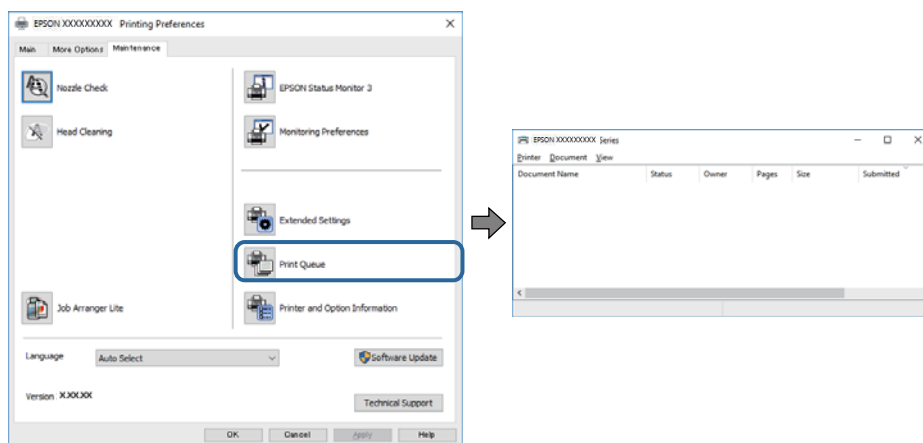 EPSON XXXXXXXXX Printing Preferences
Main More Options Maintenance
Nozzle Check
EPSON Status Monitor 3
Head Cleaning
Monitoring Preferences
Extended Settings
Print Queue
Job Arranger Lite
Printer and Option Information
Language Auto Select
Software Update
Version X.XX.XX
Technical Support
OK Cancel Apply Help
EPSON XXXXXXXXX Series
Printer Document View
Document Name Status Owner Pages Size Submitted